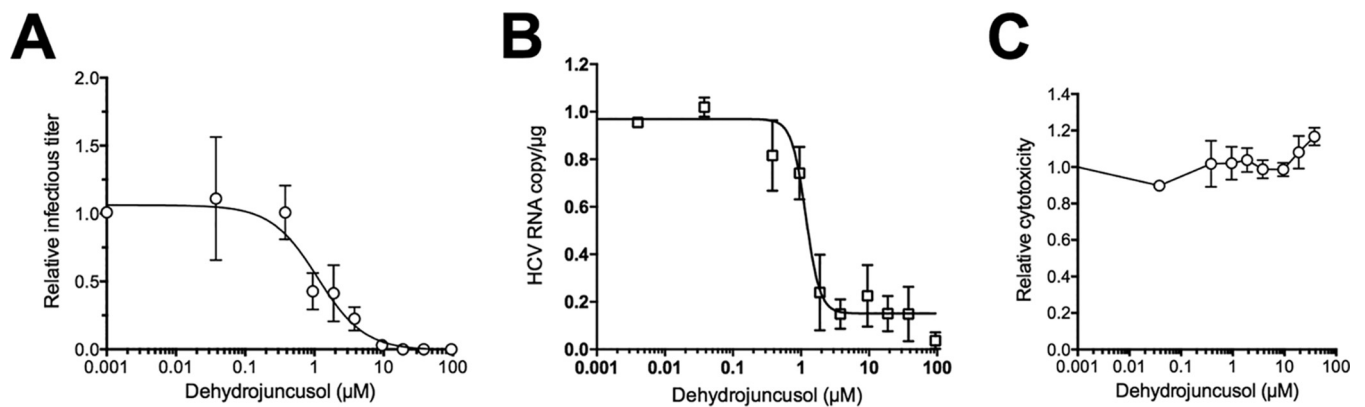 A
Relative infectious titer
2.0
1.5
1.0
0.5
0.0
0.001 0.01 0.1 1 10 100
Dehydrojuncusol (µM)
B
HCV RNA copy/µg
1.2
1.0
0.8
0.6
0.4
0.2
0.0
0.001 0.01 0.1 1 10 100
Dehydrojuncusol (µM)
C
Relative cytotoxicity
1.4
1.2
1.0
0.8
0.6
0.4
0.2
0
0.001 0.01 0.1 1 10 100
Dehydrojuncusol (µM)